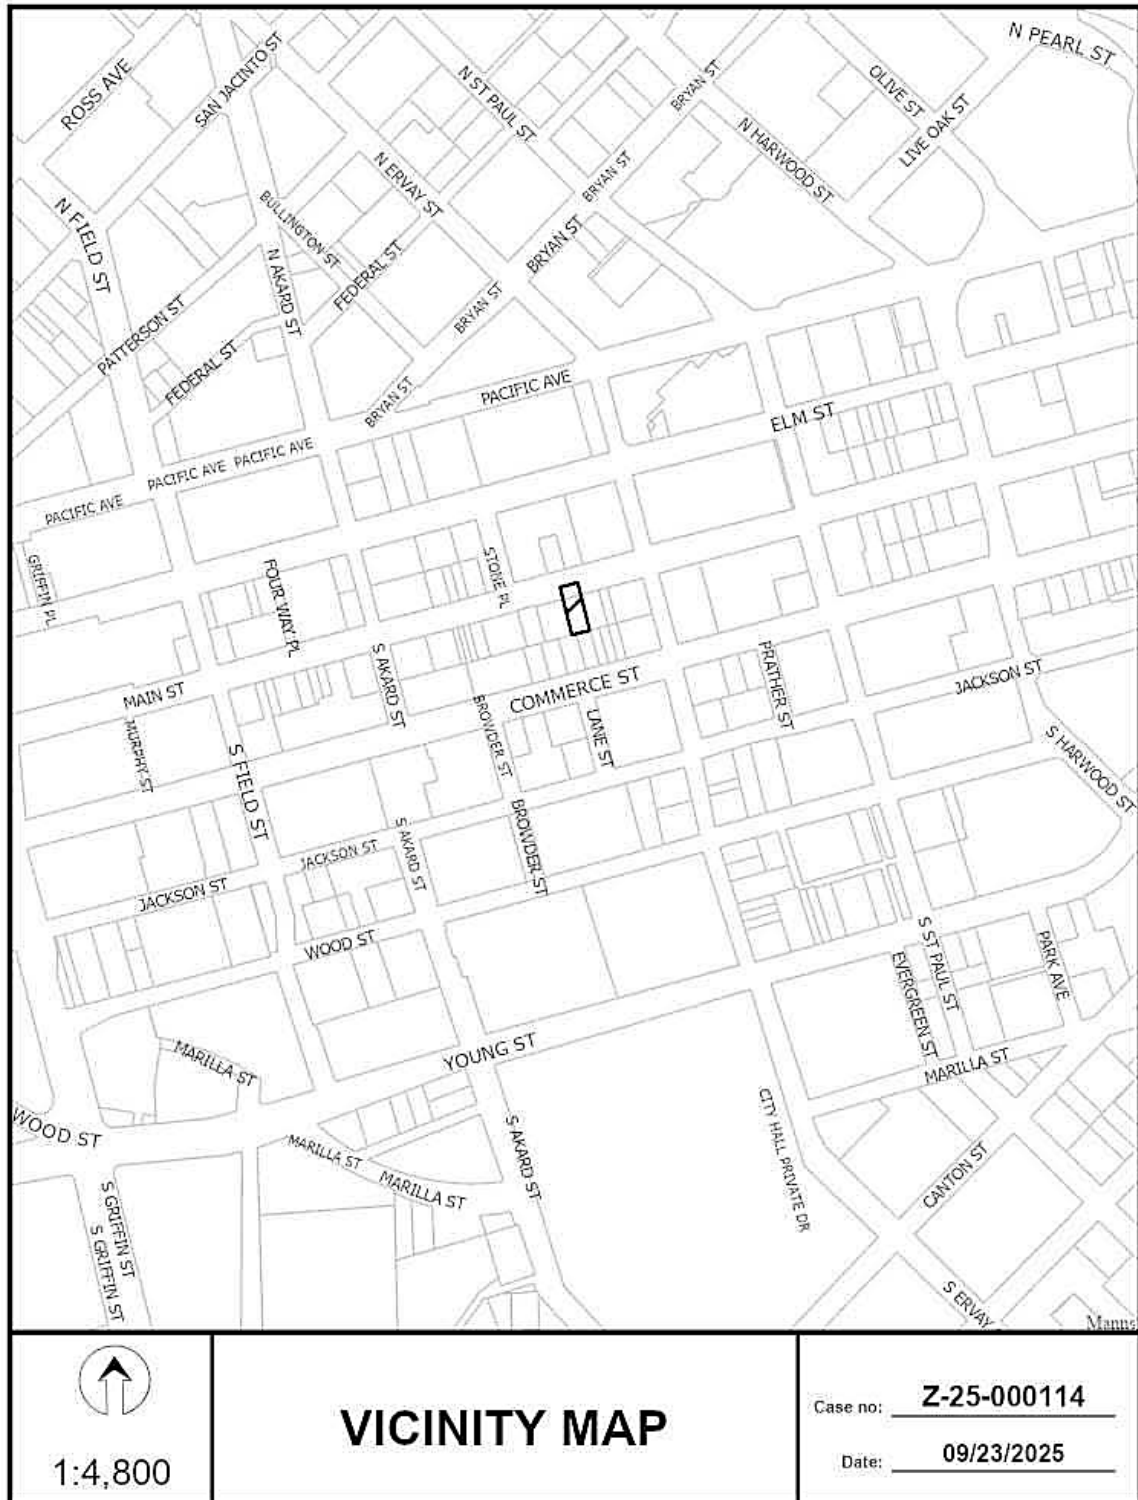 N PEARL ST
ROSS AVE
SAN JACINTO ST
N ST PAUL ST
BRYAN ST
OLIVE ST
LIVE OAK ST
N HARWOOD ST
N ERVAY ST
BRYAN ST
N FIELD ST
BULLINGTON ST
BRYAN ST
N AKARD ST
FEDERAL ST
BRYAN ST
PATTERSON ST
FEDERAL ST
BRYAN ST
PACIFIC AVE
ELM ST
PACIFIC AVE
PACIFIC AVE
PACIFIC AVE
GRIFFIN PL
FOUR WAY PL
STONE PL
MAIN ST
S AKARD ST
COMMERCE ST
PRATHER ST
JACKSON ST
MURPHY ST
S FIELD ST
BROWDER ST
LANE ST
S HARWOOD ST
BROWDER ST
JACKSON ST
S AKARD ST
JACKSON ST
WOOD ST
S ST PAUL ST
PARK AVE
EVERGREEN ST
MARILLA ST
YOUNG ST
MARILLA ST
WOOD ST
MARILLA ST
MARILLA ST
S AKARD ST
CITY HALL PRIVATE DR
CANTON ST
S GRIFFIN ST
S GRIFFIN ST
S ERVAY
Manns
1:4,800
VICINITY MAP
Case no: Z-25-000114
Date: 09/23/2025